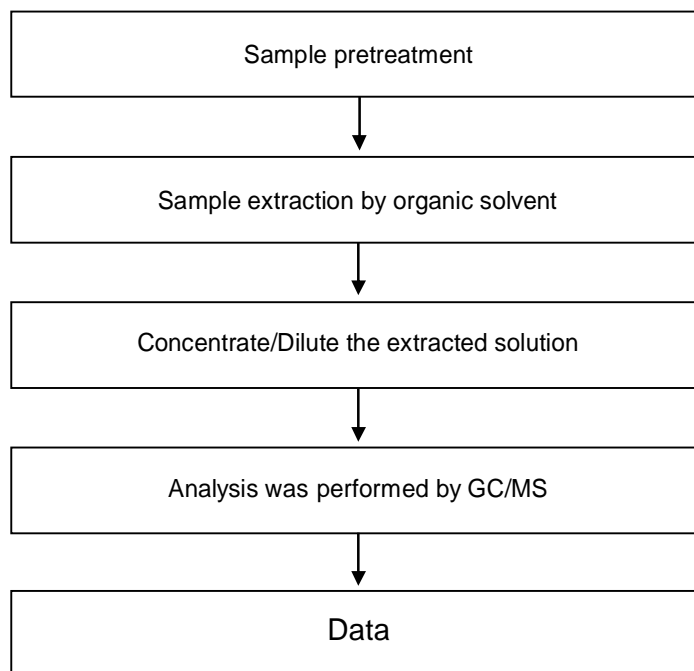 Sample pretreatment
Sample extraction by organic solvent
Concentrate/Dilute the extracted solution
Analysis was performed by GC/MS
Data